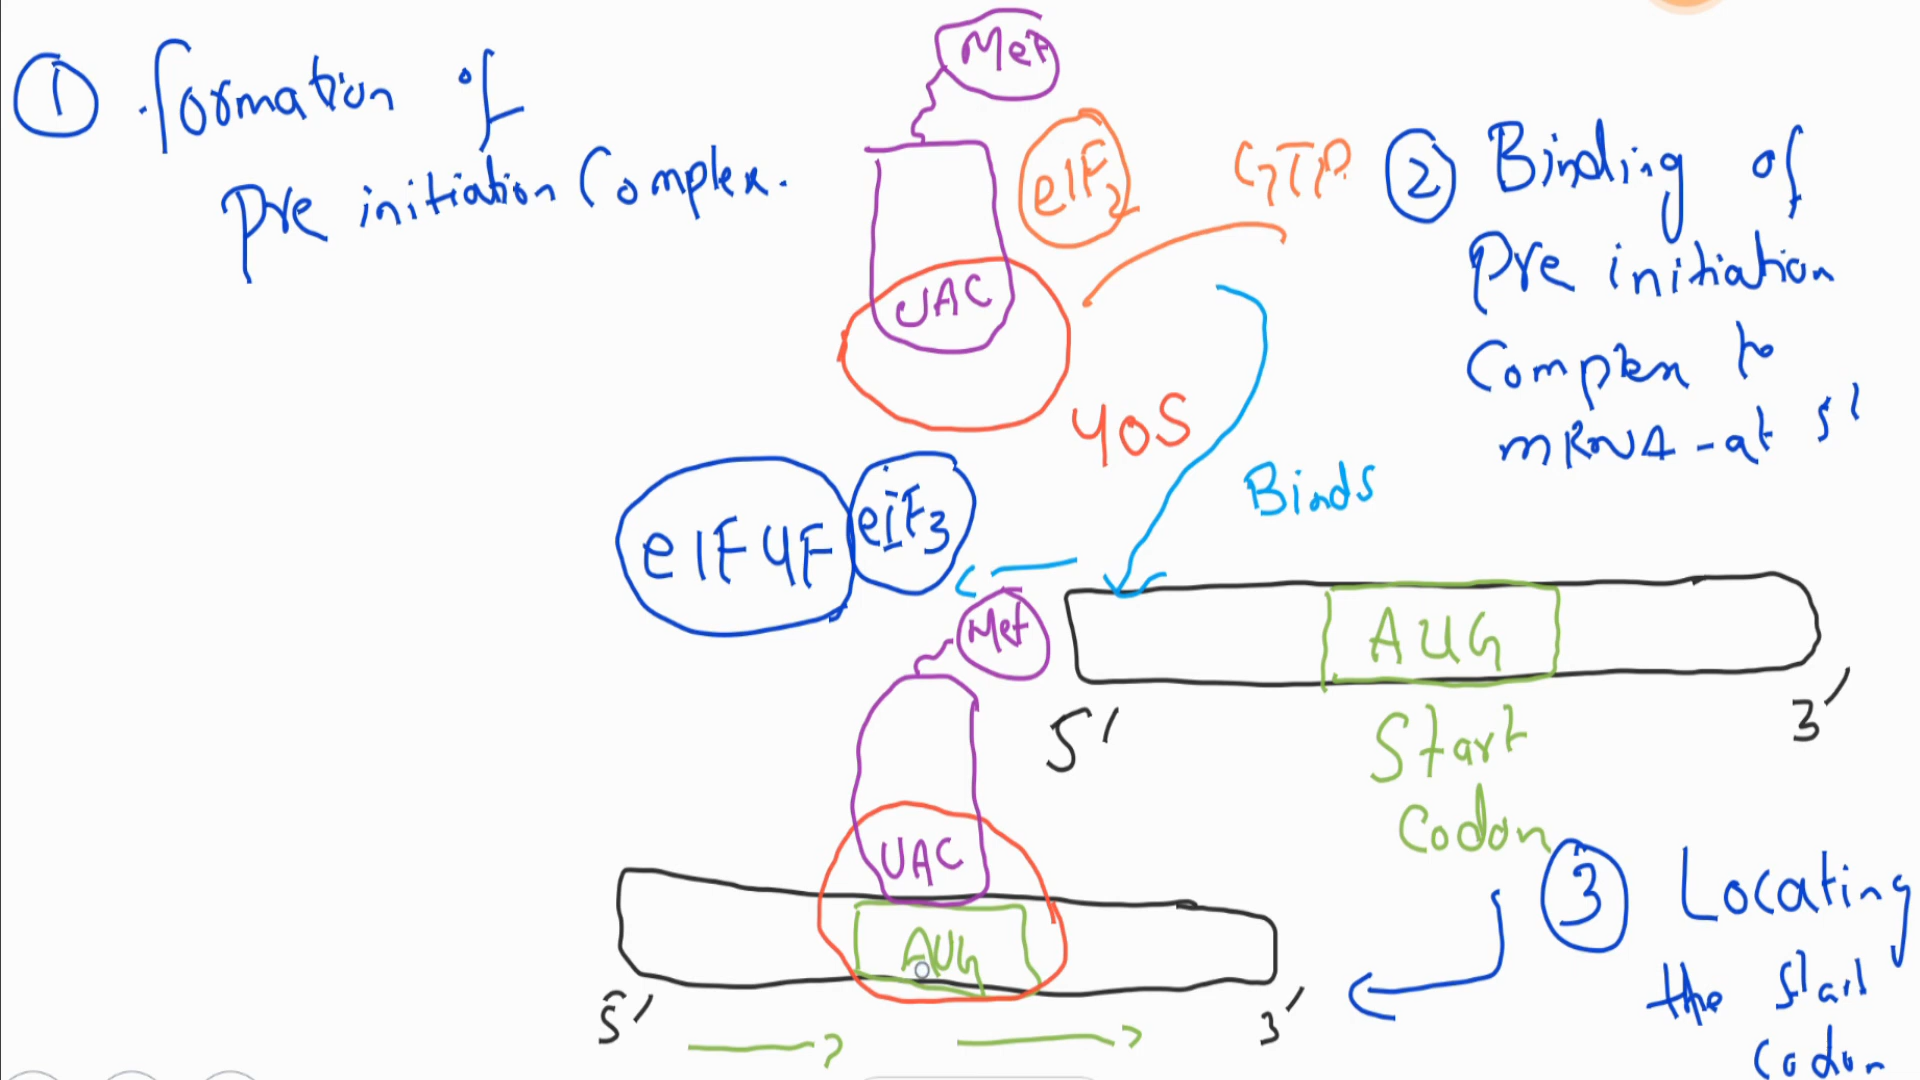 ① formation of
Pre initiation Complex.
Met
eIF2
GTP
UAC
40S
② Binding of
Pre initiation
Complex to
mRNA - at 5'
eIF4F
eiF3
Binds
Met
AUG
5'
3'
Start
Codon
UAC
AUG
5'
3'
③ Locating
the start
codon